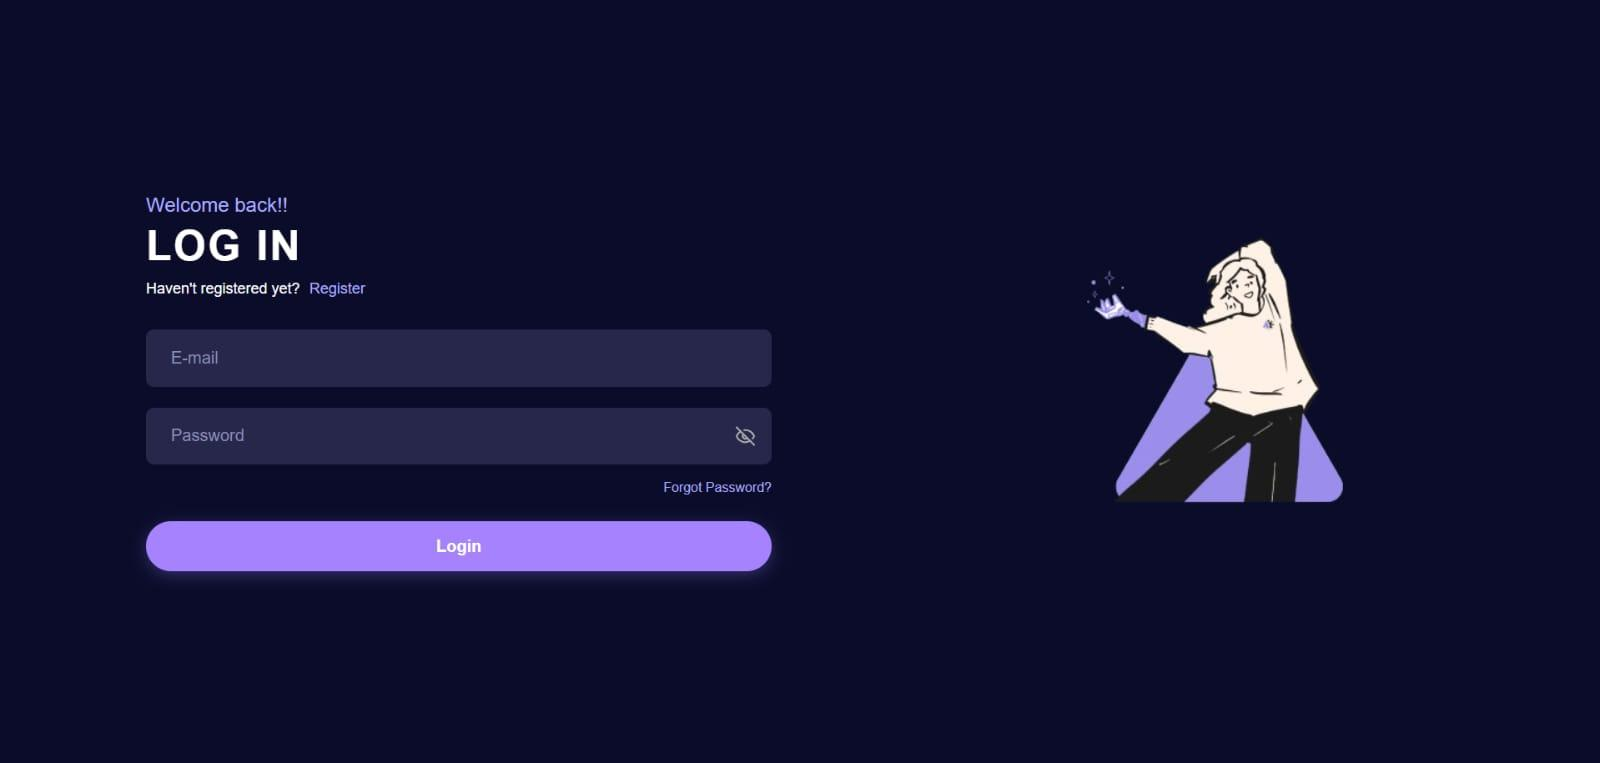 Welcome back!!
LOG IN
Haven't registered yet? Register
E-mail
Password
Forgot Password?
Login